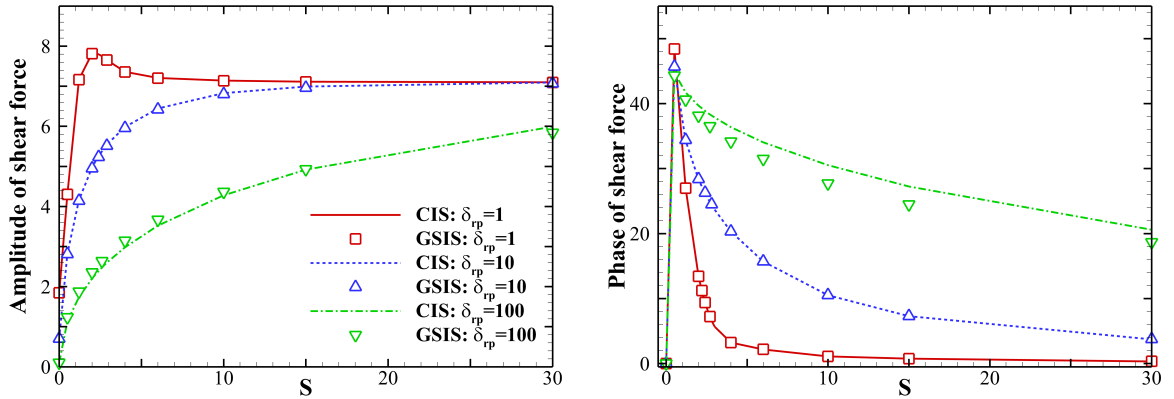 Amplitude of shear force
8
6
4
2
0
0
10
20
30
S
CIS: δrp=1
GSIS: δrp=1
CIS: δrp=10
GSIS: δrp=10
CIS: δrp=100
GSIS: δrp=100
Phase of shear force
40
20
0
0
10
20
30
S